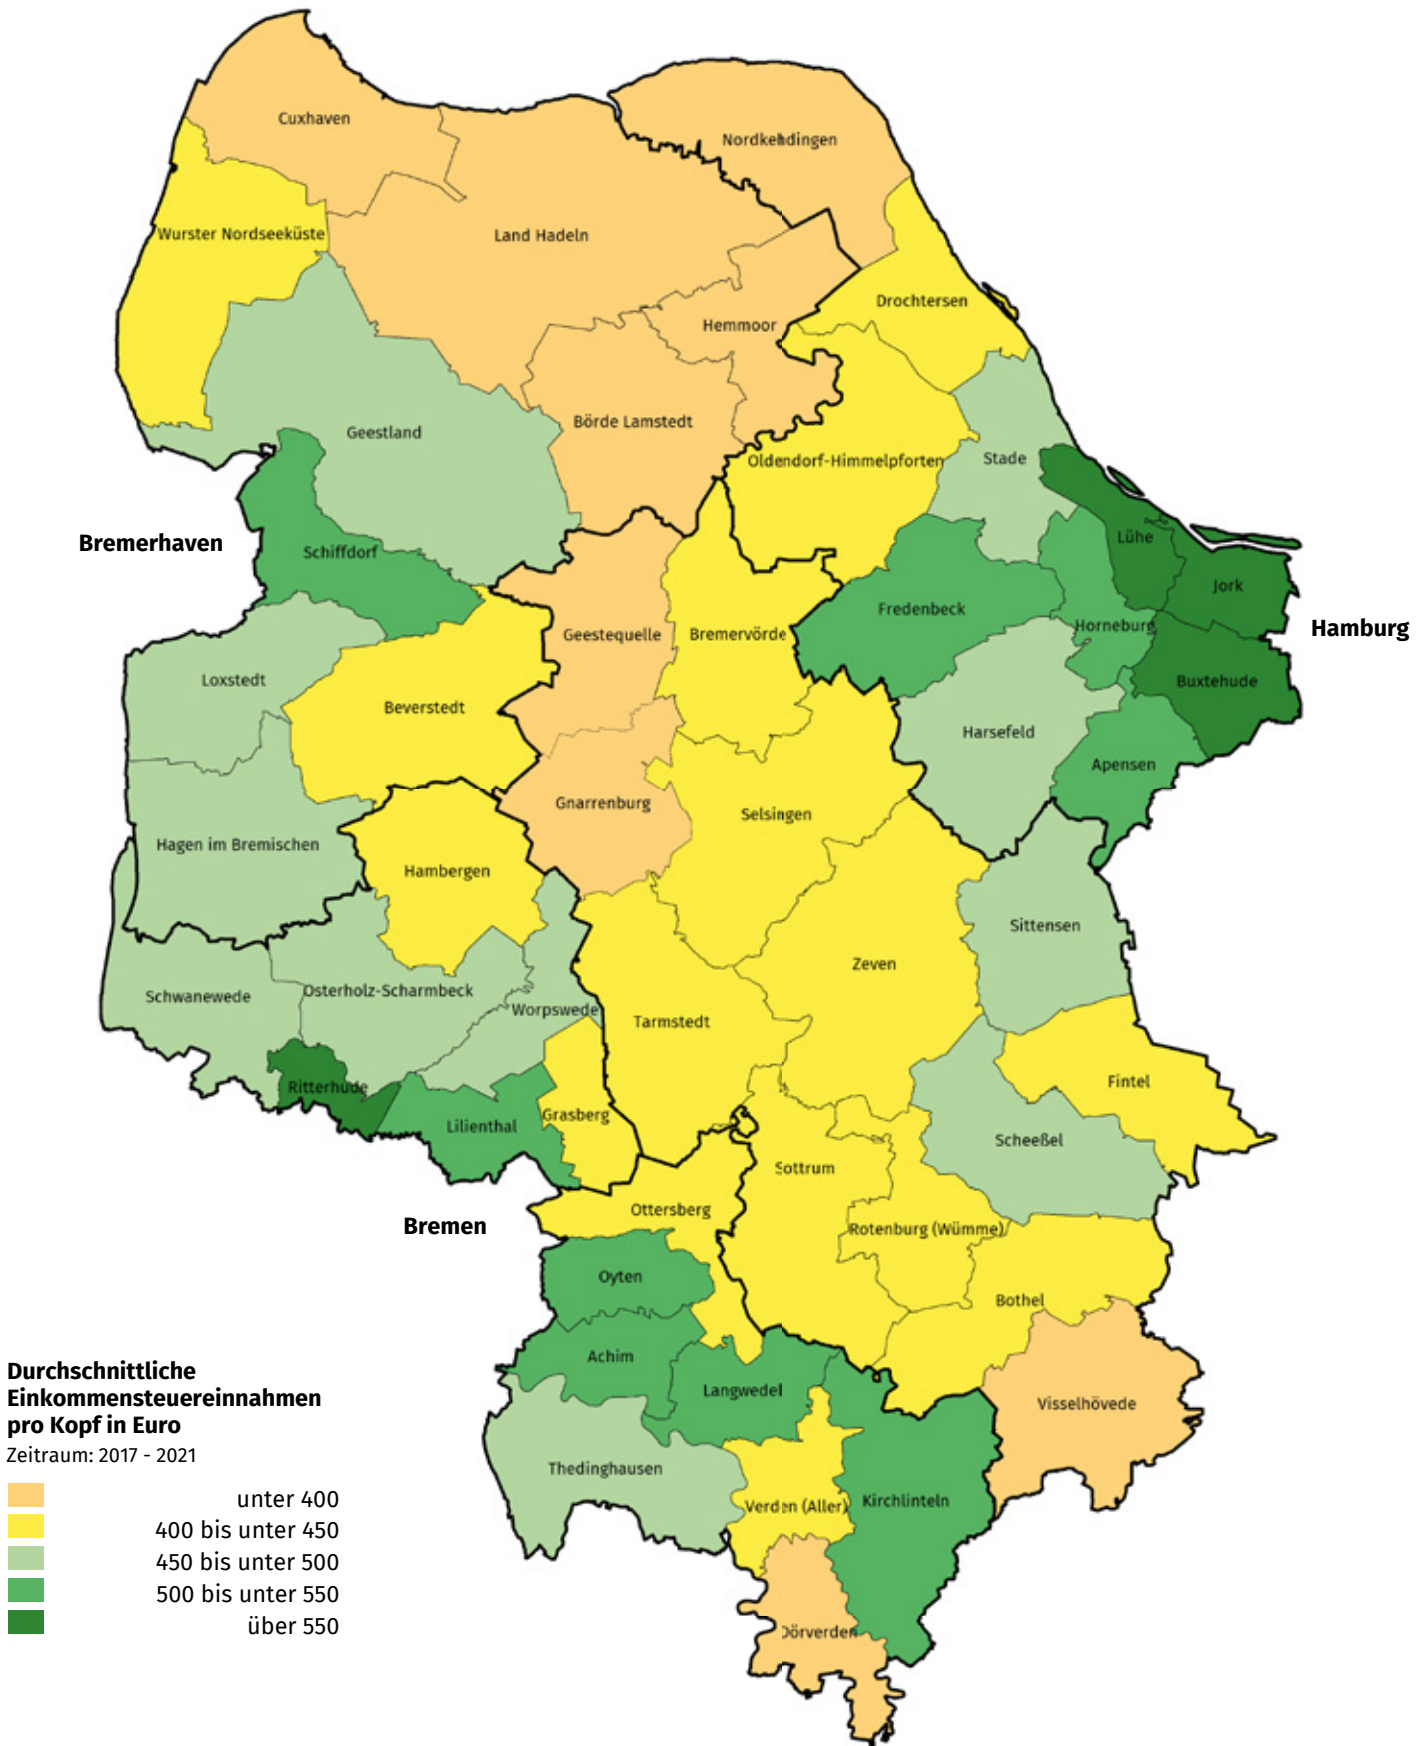 Cuxhaven
Nordkehdingen
Wurster Nordseeküste
Land Hadeln
Drochtersen
Hemmoor
Börde Lamstedt
Geestland
Oldendorf-Himmelpforten
Stade
Lühe
Bremerhaven
Schiffdorf
Jork
Fredenbeck
Horneburg
Hamburg
Geestequelle
Bremervörde
Loxstedt
Buxtehude
Beverstedt
Harsefeld
Apensen
Gnarrenburg
Selsingen
Hagen im Bremischen
Hambergen
Sittensen
Zeven
Schwanewede
Osterholz-Scharmbeck
Worpswede
Tarmstedt
Ritterhude
Fintel
Grasberg
Lilienthal
Scheeßel
Sottrum
Ottersberg
Bremen
Rotenburg (Wümme)
Oyten
Bothel
Achim
Langwedel
Visselhövede
Thedinghausen
Verden (Aller)
Kirchlinteln
Dörverden
Durchschnittliche
Einkommensteuereinnahmen
pro Kopf in Euro
Zeitraum: 2017 - 2021
unter 400
400 bis unter 450
450 bis unter 500
500 bis unter 550
über 550